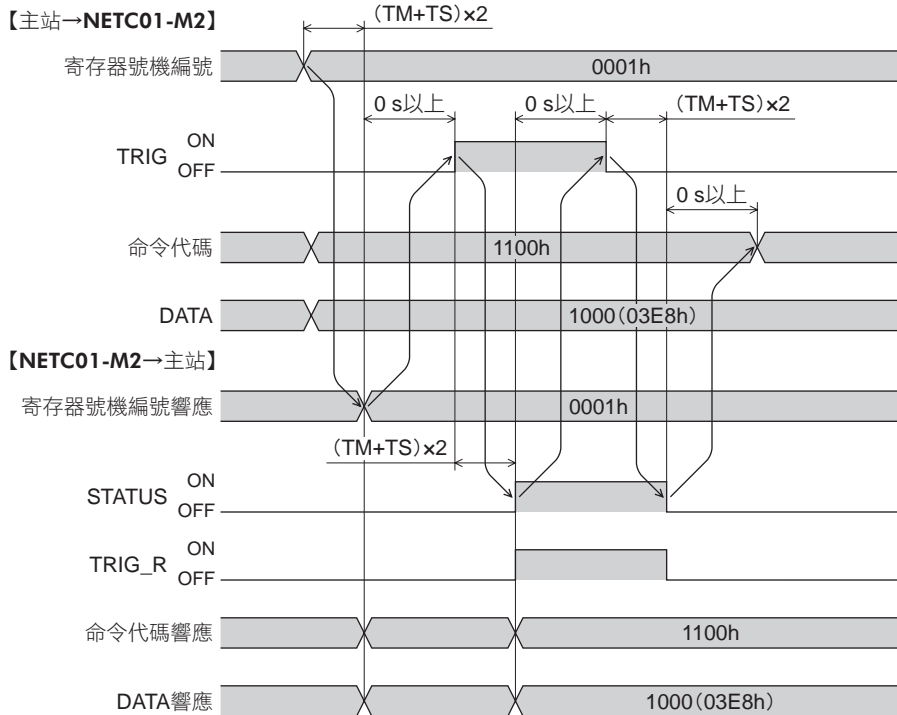 【主站→NETC01-M2】
(TM+TS)×2
寄存器號機編號
0001h
0 s以上
0 s以上
(TM+TS)×2
TRIG
ON
OFF
0 s以上
命令代碼
1100h
DATA
1000(03E8h)
【NETC01-M2→主站】
寄存器號機編號響應
0001h
(TM+TS)×2
STATUS
ON
OFF
TRIG_R
ON
OFF
命令代碼響應
1100h
DATA響應
1000(03E8h)